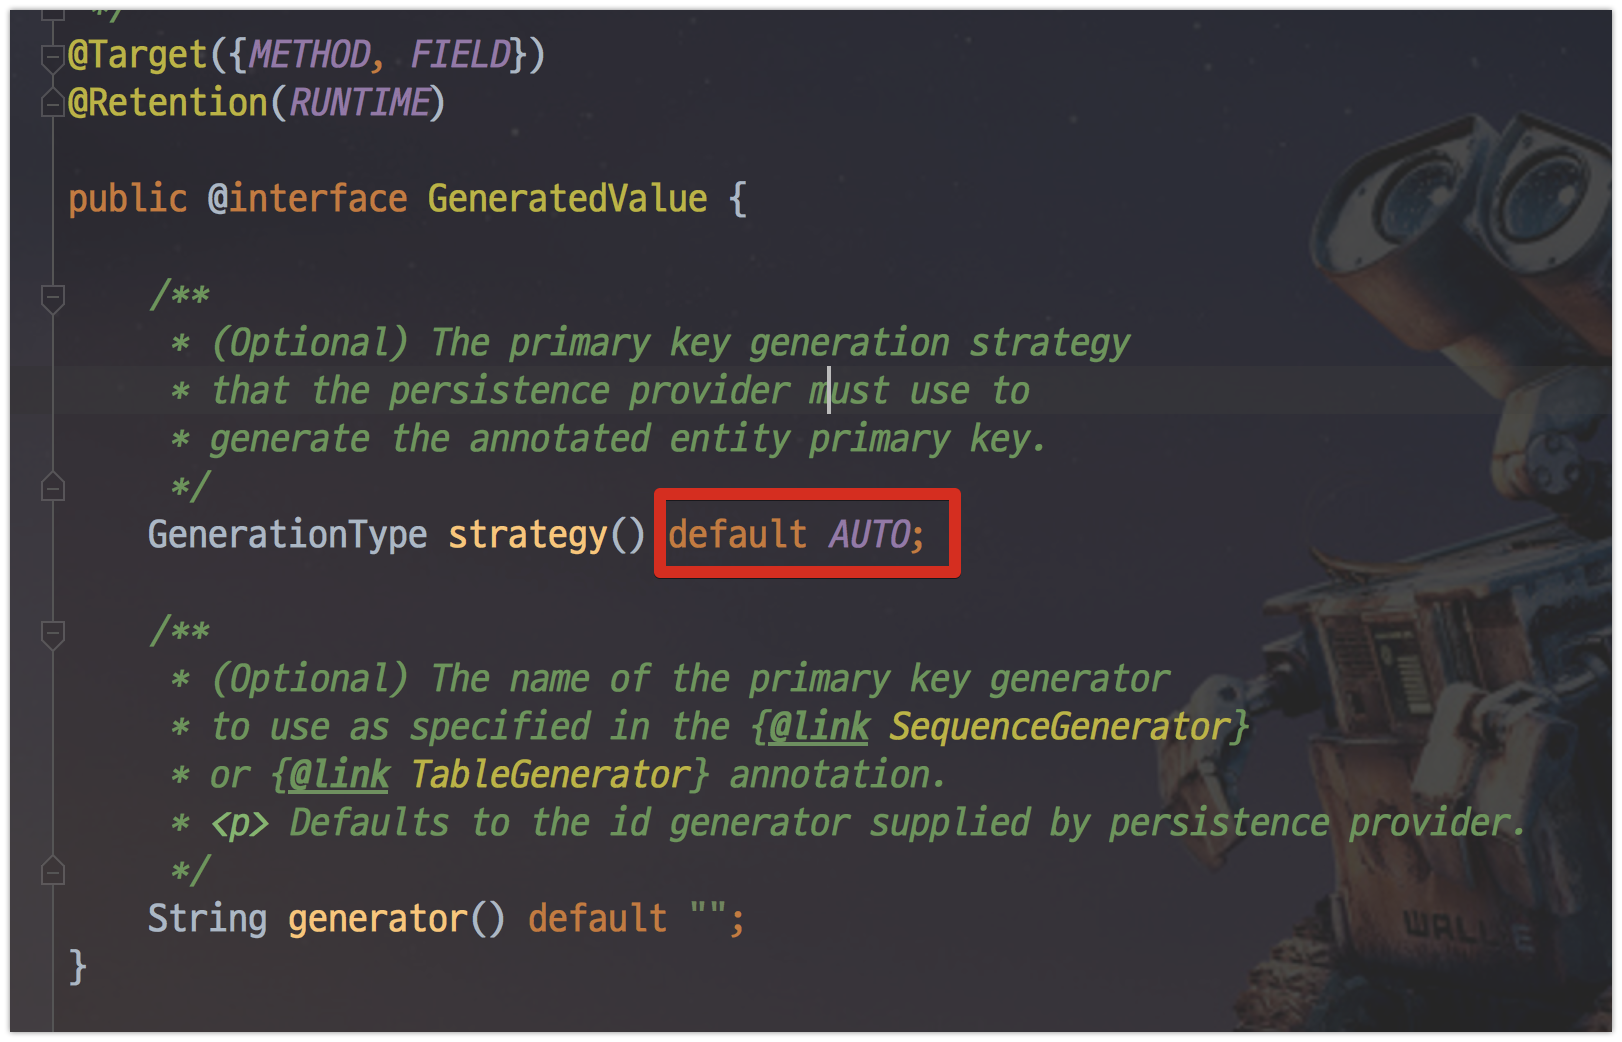 */
@Target({METHOD, FIELD})
@Retention(RUNTIME)
public @interface GeneratedValue {
/**
* (Optional) The primary key generation strategy
* that the persistence provider must use to
* generate the annotated entity primary key.
*/
GenerationType strategy() default AUTO;
/**
* (Optional) The name of the primary key generator
* to use as specified in the {@link SequenceGenerator}
* or {@link TableGenerator} annotation.
* <p> Defaults to the id generator supplied by persistence provider.
*/
String generator() default "";
}
WALL·E